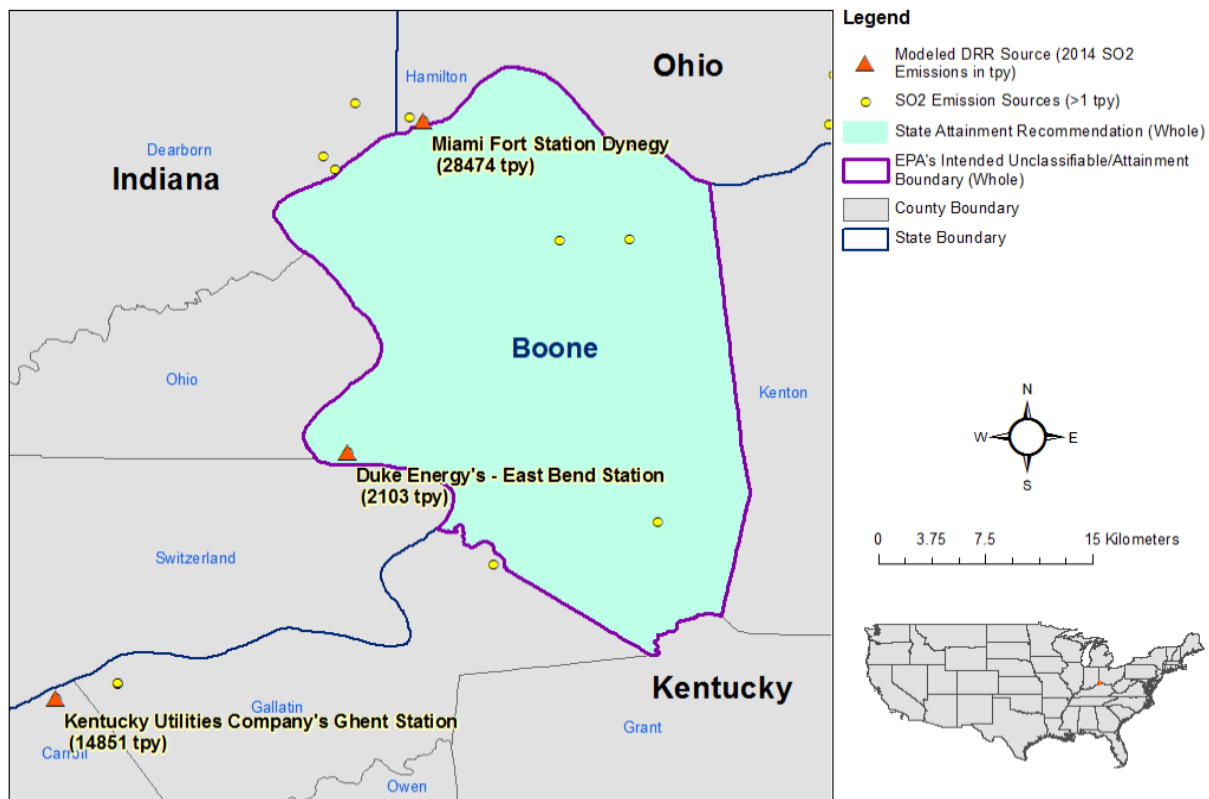 Ohio
Hamilton
Miami Fort Station Dynegy
(28474 tpy)
Dearborn
Indiana
Boone
Ohio
Kenton
Duke Energy's - East Bend Station
(2103 tpy)
Switzerland
Kentucky
Gallatin
Kentucky Utilities Company's Ghent Station
(14851 tpy)
Carroll
Grant
Owen
Legend
Modeled DRR Source (2014 SO2
Emissions in tpy)
SO2 Emission Sources (>1 tpy)
State Attainment Recommendation (Whole)
EPA's Intended Unclassifiable/Attainment
Boundary (Whole)
County Boundary
State Boundary
N
W E
S
0 3.75 7.5 15 Kilometers